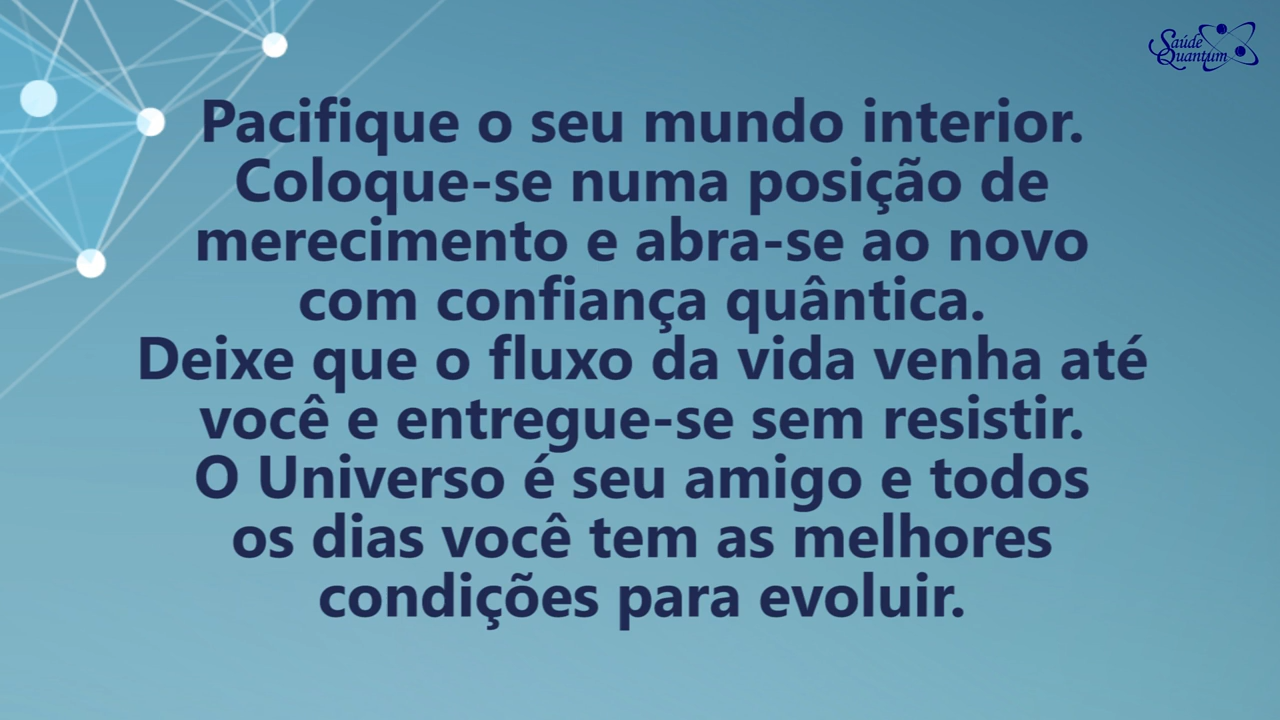 Saúde
Quantum
Pacifique o seu mundo interior.
Coloque-se numa posição de
merecimento e abra-se ao novo
com confiança quântica.
Deixe que o fluxo da vida venha até
você e entregue-se sem resistir.
O Universo é seu amigo e todos
os dias você tem as melhores
condições para evoluir.